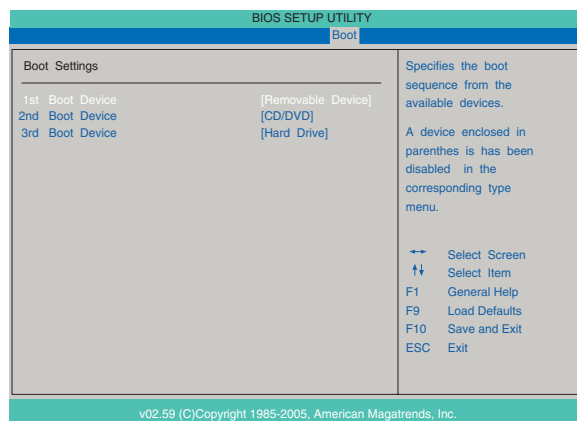 BIOS SETUP UTILITY
Boot
Boot Settings
1st Boot Device [Removable Device]
2nd Boot Device [CD/DVD]
3rd Boot Device [Hard Drive]
Specifies the boot
sequence from the
available devices.
A device enclosed in
parenthes is has been
disabled in the
corresponding type
menu.
Select Screen
Select Item
F1 General Help
F9 Load Defaults
F10 Save and Exit
ESC Exit
v02.59 (C)Copyright 1985-2005, American Magatrends, Inc.